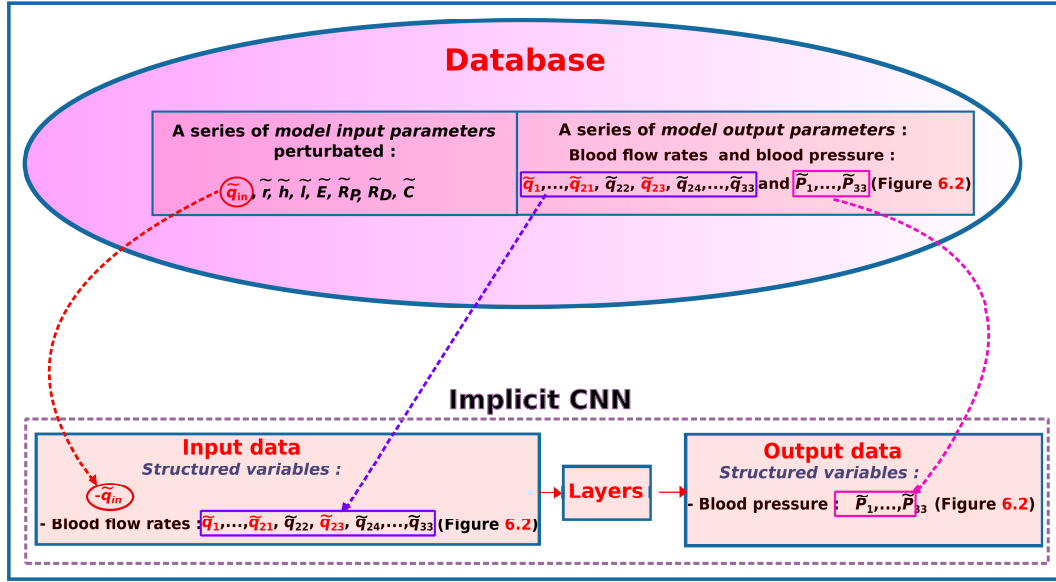 Database
A series of model input parameters
perturbated :
q̃in, r̃, h̃, l̃, Ẽ, R̃P, R̃D, C̃
A series of model output parameters :
Blood flow rates and blood pressure :
q̃1,...,q̃21, q̃22, q̃23, q̃24,...,q̃33 and P̃1,...,P̃33 (Figure 6.2)
Implicit CNN
Input data
Structured variables :
-q̃in
- Blood flow rates : q̃1,...,q̃21, q̃22, q̃23, q̃24,...,q̃33 (Figure 6.2)
Layers
Output data
Structured variables :
- Blood pressure : P̃1,...,P̃33 (Figure 6.2)